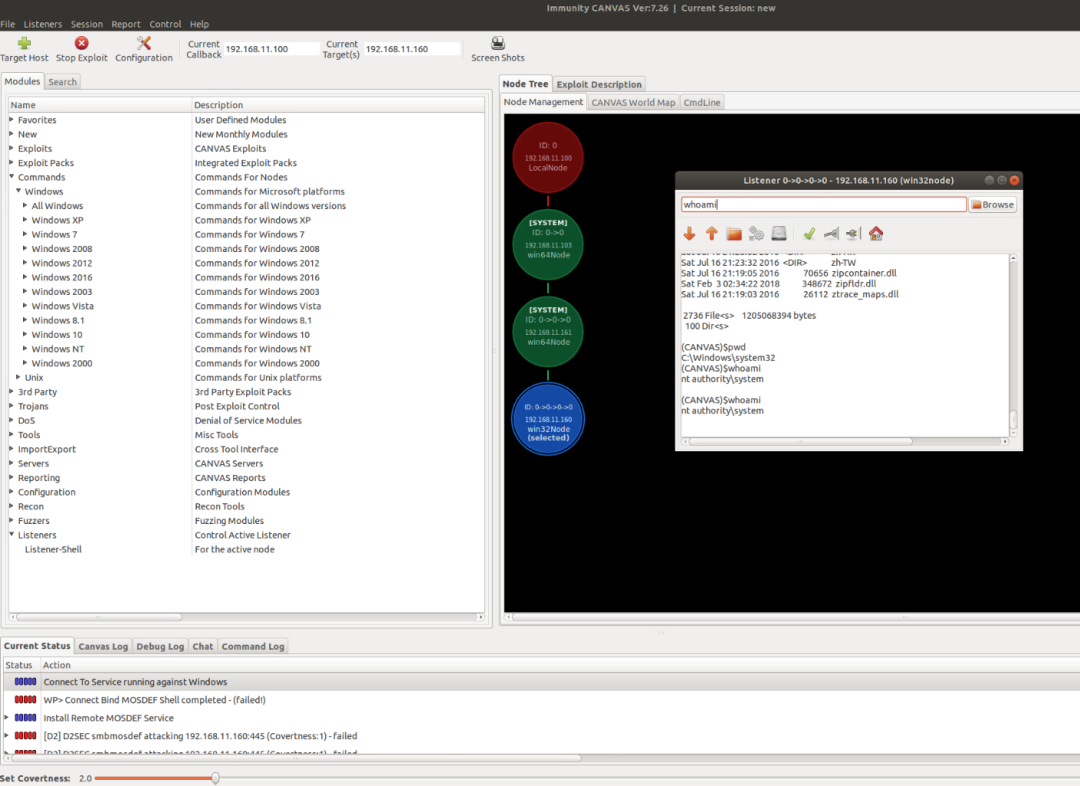 Immunity CANVAS Ver:7.26 | Current Session: new
File Listeners Session Report Control Help
Target Host Stop Exploit Configuration Current Callback 192.168.11.100 Current Target(s) 192.168.11.160 Screen Shots
Modules Search
Name Description
Favorites User Defined Modules
New New Monthly Modules
Exploits CANVAS Exploits
Exploit Packs Integrated Exploit Packs
Commands Commands For Nodes
Windows Commands for Microsoft platforms
All Windows Commands for all Windows versions
Windows XP Commands for Windows XP
Windows 7 Commands for Windows 7
Windows 2008 Commands for Windows 2008
Windows 2012 Commands for Windows 2012
Windows 2016 Commands for Windows 2016
Windows 2003 Commands for Windows 2003
Windows Vista Commands for Windows Vista
Windows 8.1 Commands for Windows 8.1
Windows 10 Commands for Windows 10
Windows NT Commands for Windows NT
Windows 2000 Commands for Windows 2000
Unix Commands for Unix platforms
3rd Party 3rd Party Exploit Packs
Trojans Post Exploit Control
DoS Denial of Service Modules
Tools Misc Tools
ImportExport Cross Tool Interface
Servers CANVAS Servers
Reporting CANVAS Reports
Configuration Configuration Modules
Recon Recon Tools
Fuzzers Fuzzing Modules
Listeners Control Active Listener
Listener-Shell For the active node
Node Tree Exploit Description
Node Management CANVAS World Map CmdLine
ID: 0
192.168.11.100
LocalNode
[SYSTEM]
ID: 0->0
192.168.11.103
win64Node
[SYSTEM]
ID: 0->0->0
192.168.11.161
win64Node
ID: 0->0->0->0
192.168.11.160
win32Node
(selected)
Listener 0->0->0->0 - 192.168.11.160 (win32node)
whoami Browse
Sat Jul 16 21:23:32 2016 <DIR> zh-TW
Sat Jul 16 21:19:05 2016 70656 zipcontainer.dll
Sat Feb 3 02:34:22 2018 348672 zipfldr.dll
Sat Jul 16 21:19:03 2016 26112 ztrace_maps.dll
2736 File<s> 1205068394 bytes
100 Dir<s>
(CANVAS)$pwd
C:\Windows\system32
(CANVAS)$whoami
nt authority\system
(CANVAS)$whoami
nt authority\system
Current Status Canvas Log Debug Log Chat Command Log
Status Action
Connect To Service running against Windows
WP> Connect Bind MOSDEF Shell completed - (failed!)
Install Remote MOSDEF Service
[D2] D2SEC smbmosdef attacking 192.168.11.160:445 (Covertness:1) - failed
[D2] D2SEC smbmosdef attacking 192.168.11.160:445 (Covertness:1) - failed
Set Covertness: 2.0